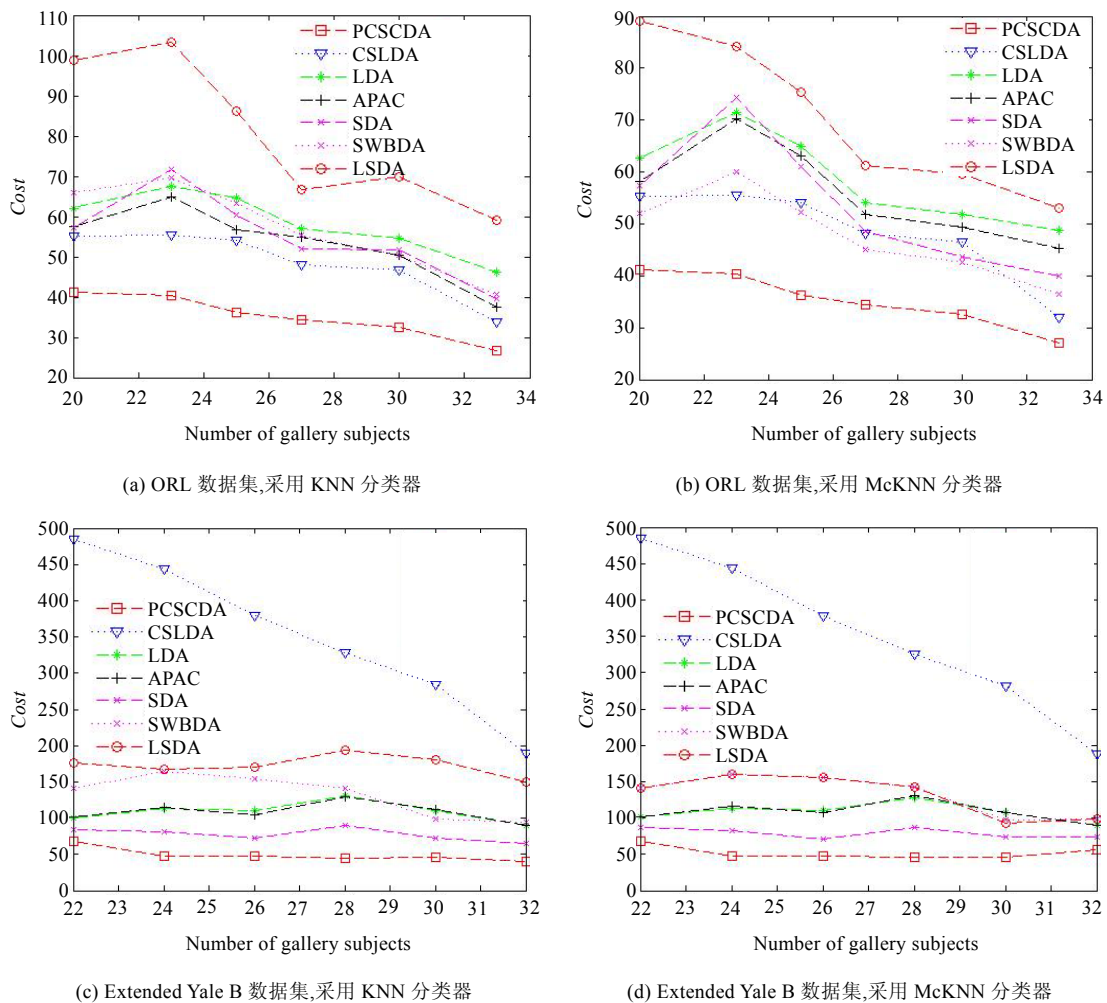 110
100
90
80
70
60
50
40
30
20
Cost
PCSCDA
CSLDA
LDA
APAC
SDA
SWBDA
LSDA
20 22 24 26 28 30 32 34
Number of gallery subjects
(a) ORL 数据集,采用 KNN 分类器
90
80
70
60
50
40
30
20
Cost
PCSCDA
CSLDA
LDA
APAC
SDA
SWBDA
LSDA
20 22 24 26 28 30 32 34
Number of gallery subjects
(b) ORL 数据集,采用 McKNN 分类器
500
450
400
350
300
250
200
150
100
50
0
Cost
PCSCDA
CSLDA
LDA
APAC
SDA
SWBDA
LSDA
22 23 24 25 26 27 28 29 30 31 32
Number of gallery subjects
(c) Extended Yale B 数据集,采用 KNN 分类器
500
450
400
350
300
250
200
150
100
50
0
Cost
PCSCDA
CSLDA
LDA
APAC
SDA
SWBDA
LSDA
22 23 24 25 26 27 28 29 30 31 32
Number of gallery subjects
(d) Extended Yale B 数据集,采用 McKNN 分类器